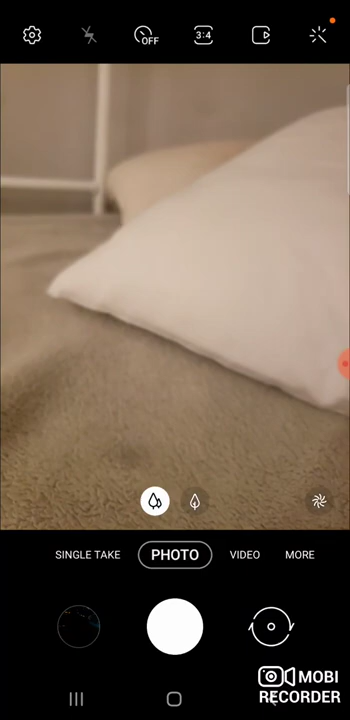 OFF
3:4
SINGLE TAKE
PHOTO
VIDEO
MORE
MOBI
RECORDER